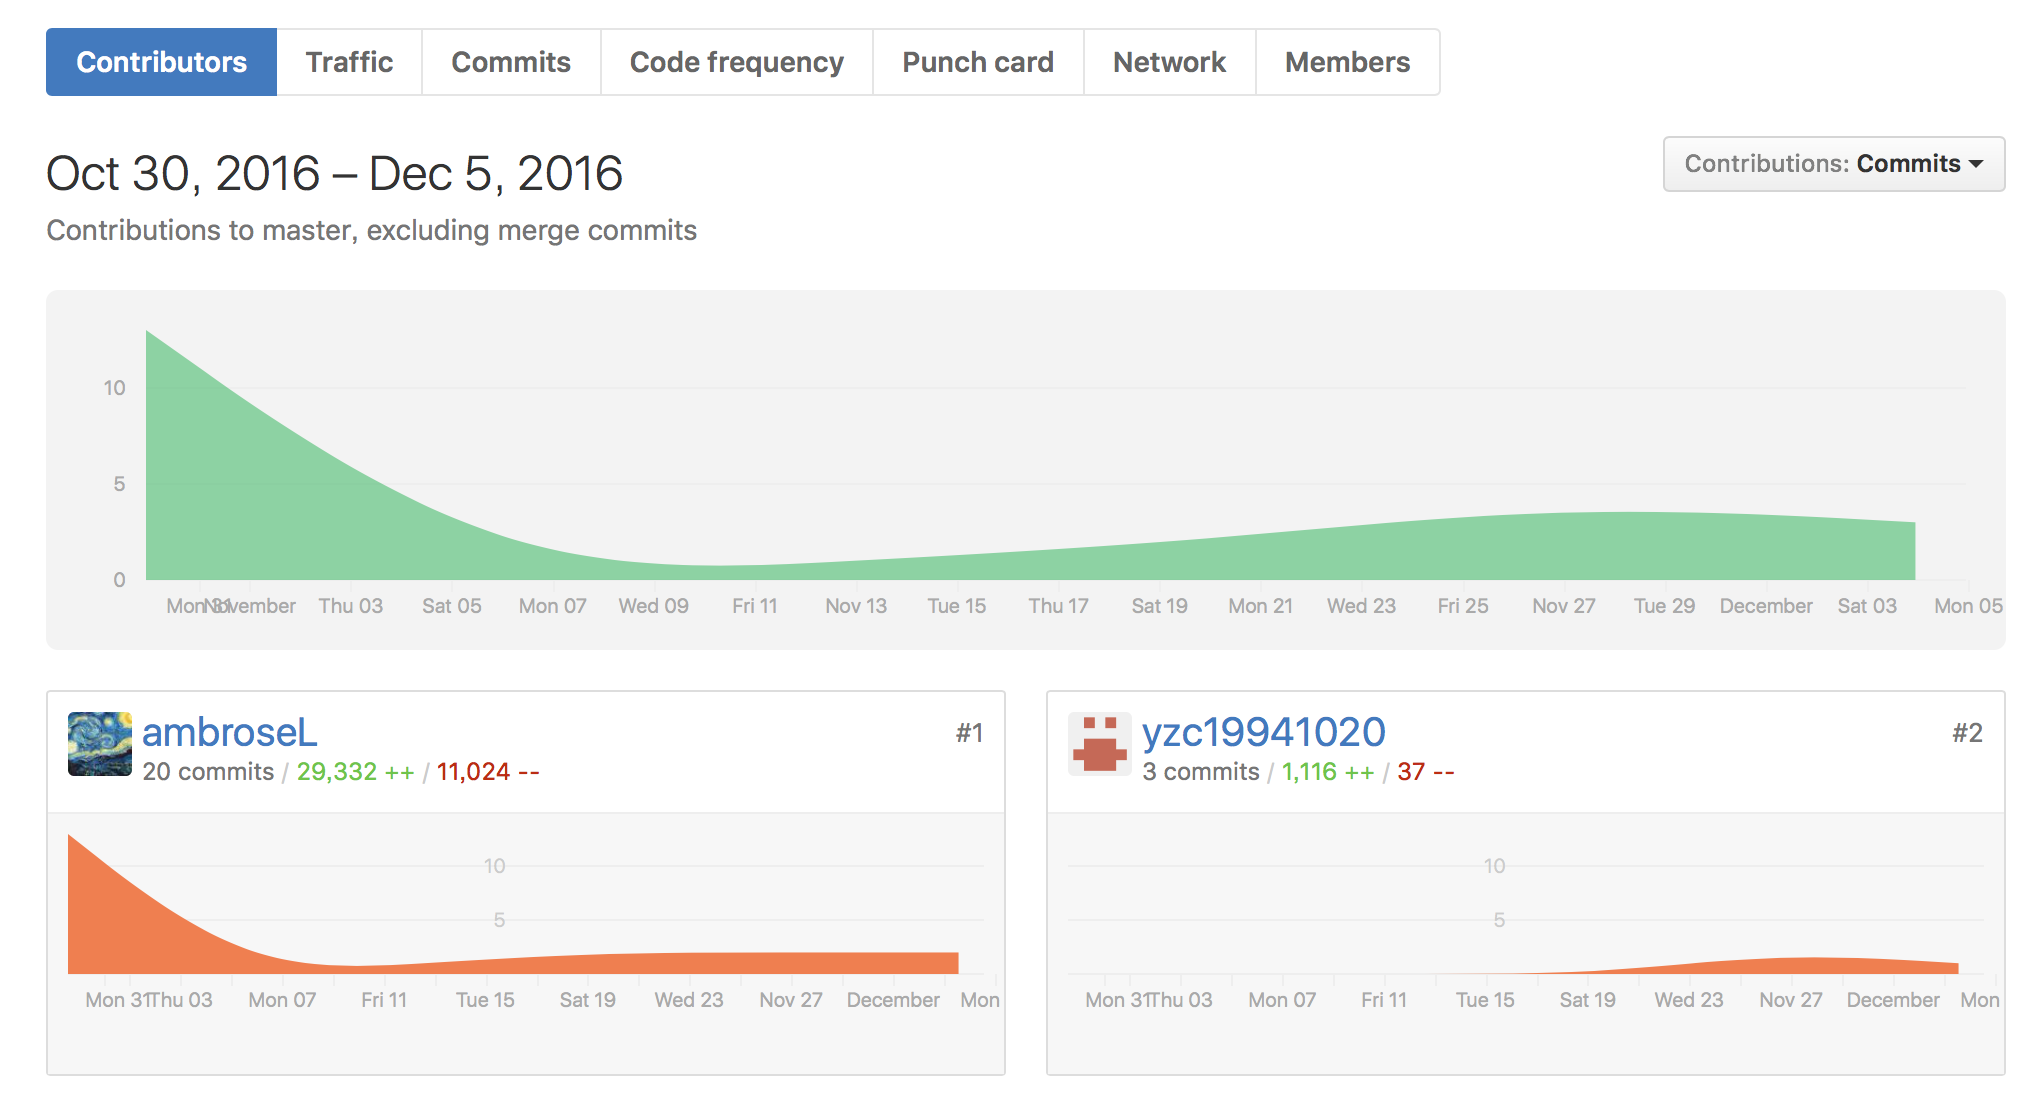 Contributors Traffic Commits Code frequency Punch card Network Members
Oct 30, 2016 – Dec 5, 2016
Contributions: Commits
Contributions to master, excluding merge commits
10
5
0
Mon 31 November Thu 03 Sat 05 Mon 07 Wed 09 Fri 11 Nov 13 Tue 15 Thu 17 Sat 19 Mon 21 Wed 23 Fri 25 Nov 27 Tue 29 December Sat 03 Mon 05
ambroseL
#1
20 commits / 29,332 ++ / 11,024 --
10
5
Mon 31 Thu 03 Mon 07 Fri 11 Tue 15 Sat 19 Wed 23 Nov 27 December Mon
yzc19941020
#2
3 commits / 1,116 ++ / 37 --
10
5
Mon 31 Thu 03 Mon 07 Fri 11 Tue 15 Sat 19 Wed 23 Nov 27 December Mon